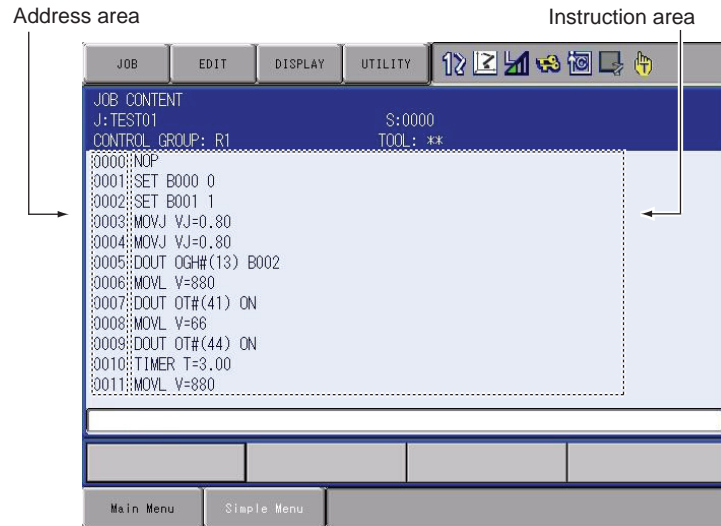 Address area
Instruction area
JOB EDIT DISPLAY UTILITY
JOB CONTENT
J:TEST01 S:0000
CONTROL GROUP: R1 TOOL: **
0000 NOP
0001 SET B000 0
0002 SET B001 1
0003 MOVJ VJ=0.80
0004 MOVJ VJ=0.80
0005 DOUT OGH#(13) B002
0006 MOVL V=880
0007 DOUT OT#(41) ON
0008 MOVL V=66
0009 DOUT OT#(44) ON
0010 TIMER T=3.00
0011 MOVL V=880
Main Menu Simple Menu